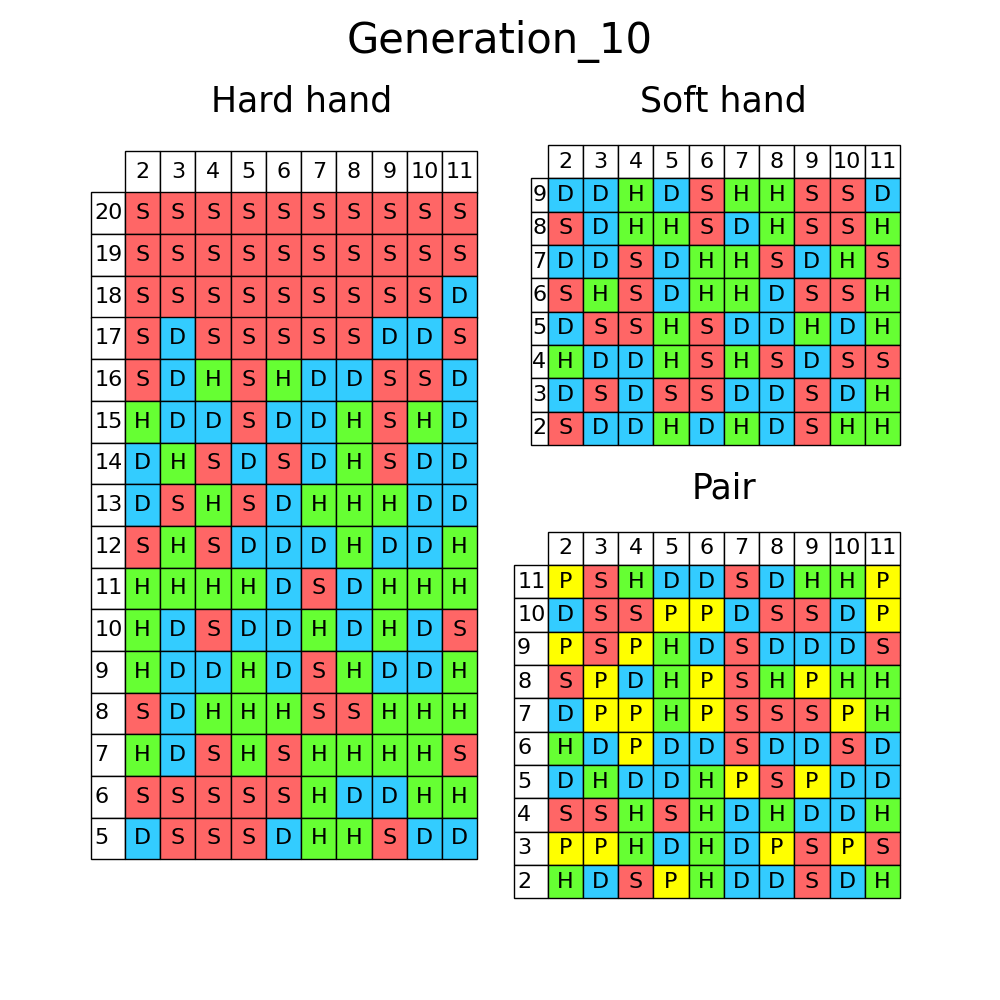 Generation_10
Hard hand
2 3 4 5 6 7 8 9 10 11
20 S S S S S S S S S S
19 S S S S S S S S S S
18 S S S S S S S S S D
17 S D S S S S S D D S
16 S D H S H D D S S D
15 H D D S D D H S H D
14 D H S D S D H S D D
13 D S H S D H H H D D
12 S H S D D D H D D H
11 H H H H D S D H H H
10 H D S D D H D H D S
9 H D D H D S H D D H
8 S D H H H S S H H H
7 H D S H S H H H H S
6 S S S S S H D D H H
5 D S S S D H H S D D
Soft hand
2 3 4 5 6 7 8 9 10 11
9 D D H D S H H S S D
8 S D H H S D H S S H
7 D D S D H H S D H S
6 S H S D H H D S S H
5 D S S H S D D H D H
4 H D D H S H S D S S
3 D S D S S D D S D H
2 S D D H D H D S H H
Pair
2 3 4 5 6 7 8 9 10 11
11 P S H D D S D H H P
10 D S S P P D S S D P
9 P S P H D S D D D S
8 S P D H P S H P H H
7 D P P H P S S S P H
6 H D P D D S D D S D
5 D H D D H P S P D D
4 S S H S H D H D D H
3 P P H D H D P S P S
2 H D S P H D D S D H